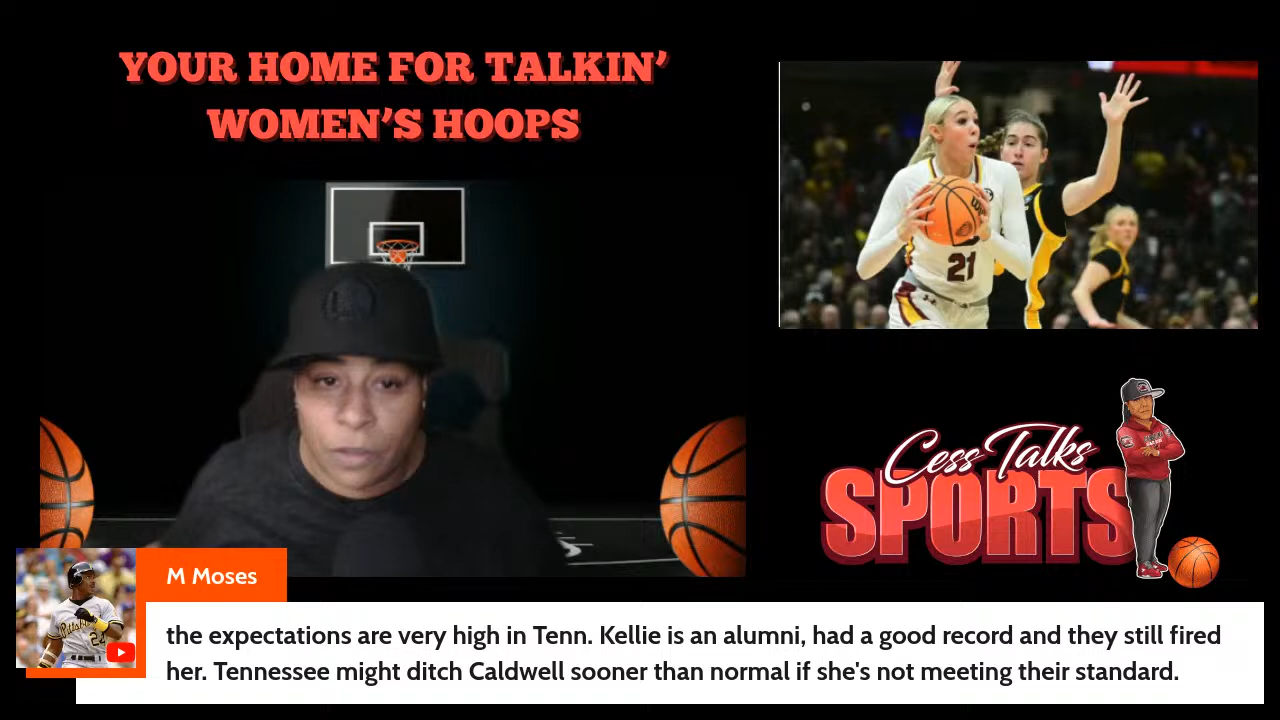 YOUR HOME FOR TALKIN'
WOMEN'S HOOPS
21
Cess Talks
SPORTS
M Moses
the expectations are very high in Tenn. Kellie is an alumni, had a good record and they still fired
her. Tennessee might ditch Caldwell sooner than normal if she's not meeting their standard.